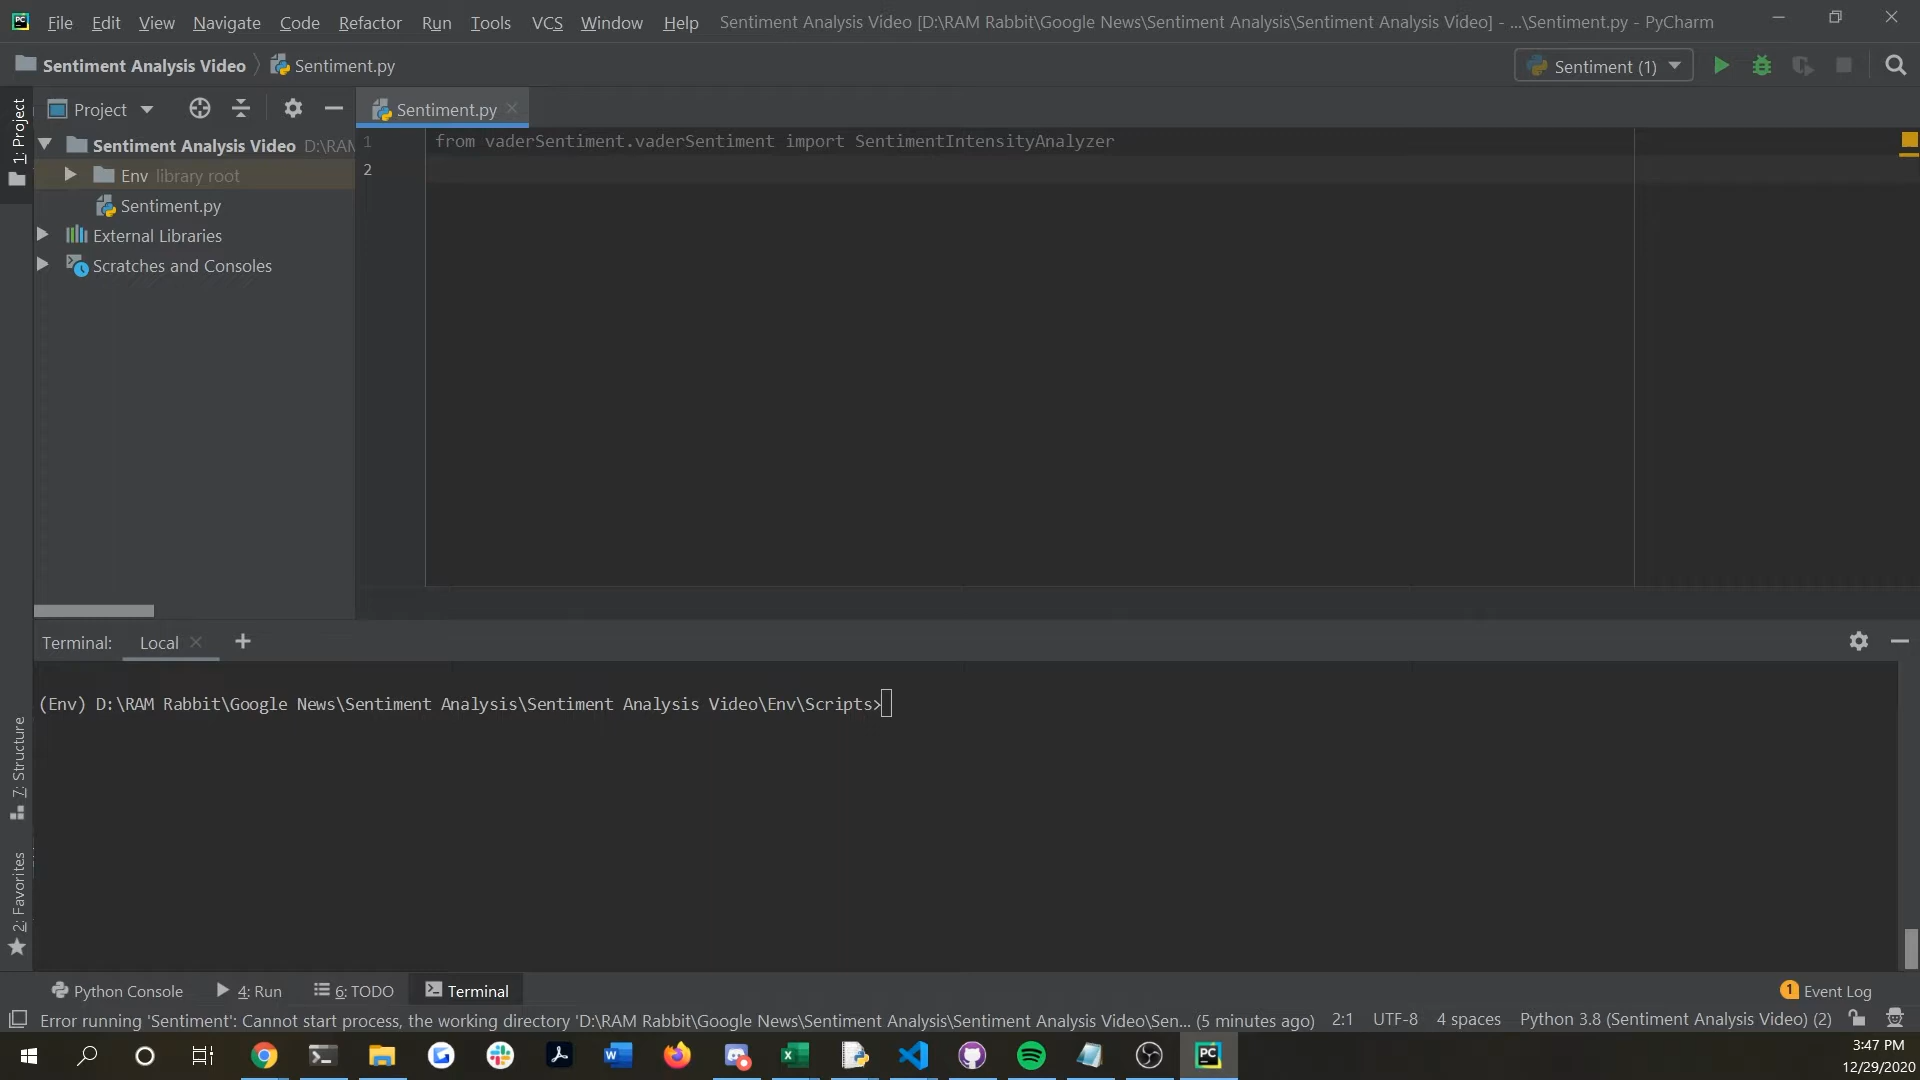 File Edit View Navigate Code Refactor Run Tools VCS Window Help Sentiment Analysis Video [D:\RAM Rabbit\Google News\Sentiment Analysis\Sentiment Analysis Video] - ...\Sentiment.py - PyCharm
Sentiment Analysis Video Sentiment.py Sentiment (1)
1: Project
Project
Sentiment.py
Sentiment Analysis Video D:\RAM
Env library root
Sentiment.py
External Libraries
Scratches and Consoles
1 from vaderSentiment.vaderSentiment import SentimentIntensityAnalyzer
2
Terminal: Local
(Env) D:\RAM Rabbit\Google News\Sentiment Analysis\Sentiment Analysis Video\Env\Scripts>
7: Structure
2: Favorites
Python Console 4: Run 6: TODO Terminal 1 Event Log
Error running 'Sentiment': Cannot start process, the working directory 'D:\RAM Rabbit\Google News\Sentiment Analysis\Sentiment Analysis Video\Sen... (5 minutes ago) 2:1 UTF-8 4 spaces Python 3.8 (Sentiment Analysis Video) (2)
3:47 PM
12/29/2020